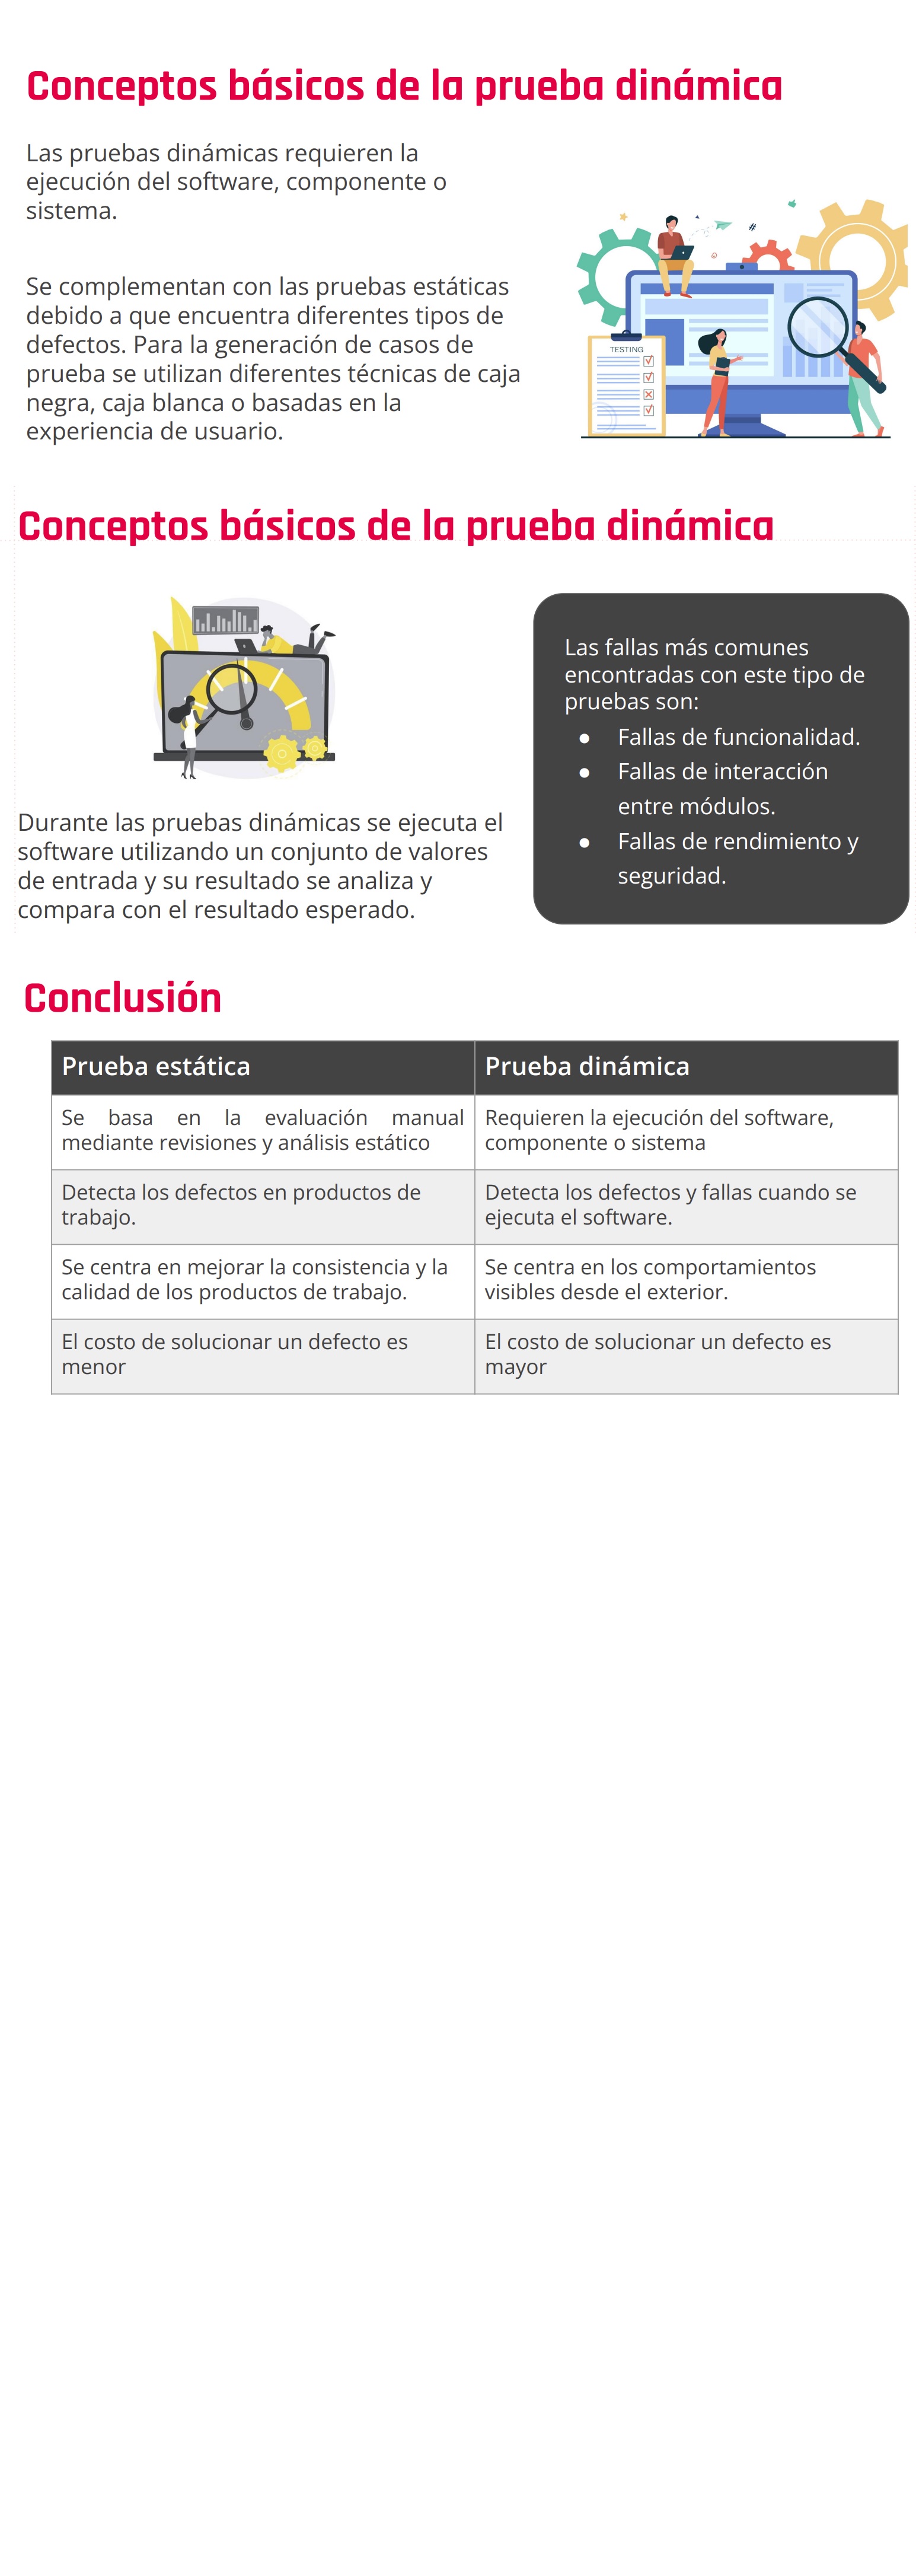 Conceptos básicos de la prueba dinámica
Las pruebas dinámicas requieren la
ejecución del software, componente o
sistema.
Se complementan con las pruebas estáticas
debido a que encuentra diferentes tipos de
defectos. Para la generación de casos de
prueba se utilizan diferentes técnicas de caja
negra, caja blanca o basadas en la
experiencia de usuario.
#
TESTING
Conceptos básicos de la prueba dinámica
Durante las pruebas dinámicas se ejecuta el
software utilizando un conjunto de valores
de entrada y su resultado se analiza y
compara con el resultado esperado.
Las fallas más comunes
encontradas con este tipo de
pruebas son:
● Fallas de funcionalidad.
● Fallas de interacción
entre módulos.
● Fallas de rendimiento y
seguridad.
Conclusión
Prueba estática
Prueba dinámica
Se basa en la evaluación manual
mediante revisiones y análisis estático
Requieren la ejecución del software,
componente o sistema
Detecta los defectos en productos de
trabajo.
Detecta los defectos y fallas cuando se
ejecuta el software.
Se centra en mejorar la consistencia y la
calidad de los productos de trabajo.
Se centra en los comportamientos
visibles desde el exterior.
El costo de solucionar un defecto es
menor
El costo de solucionar un defecto es
mayor